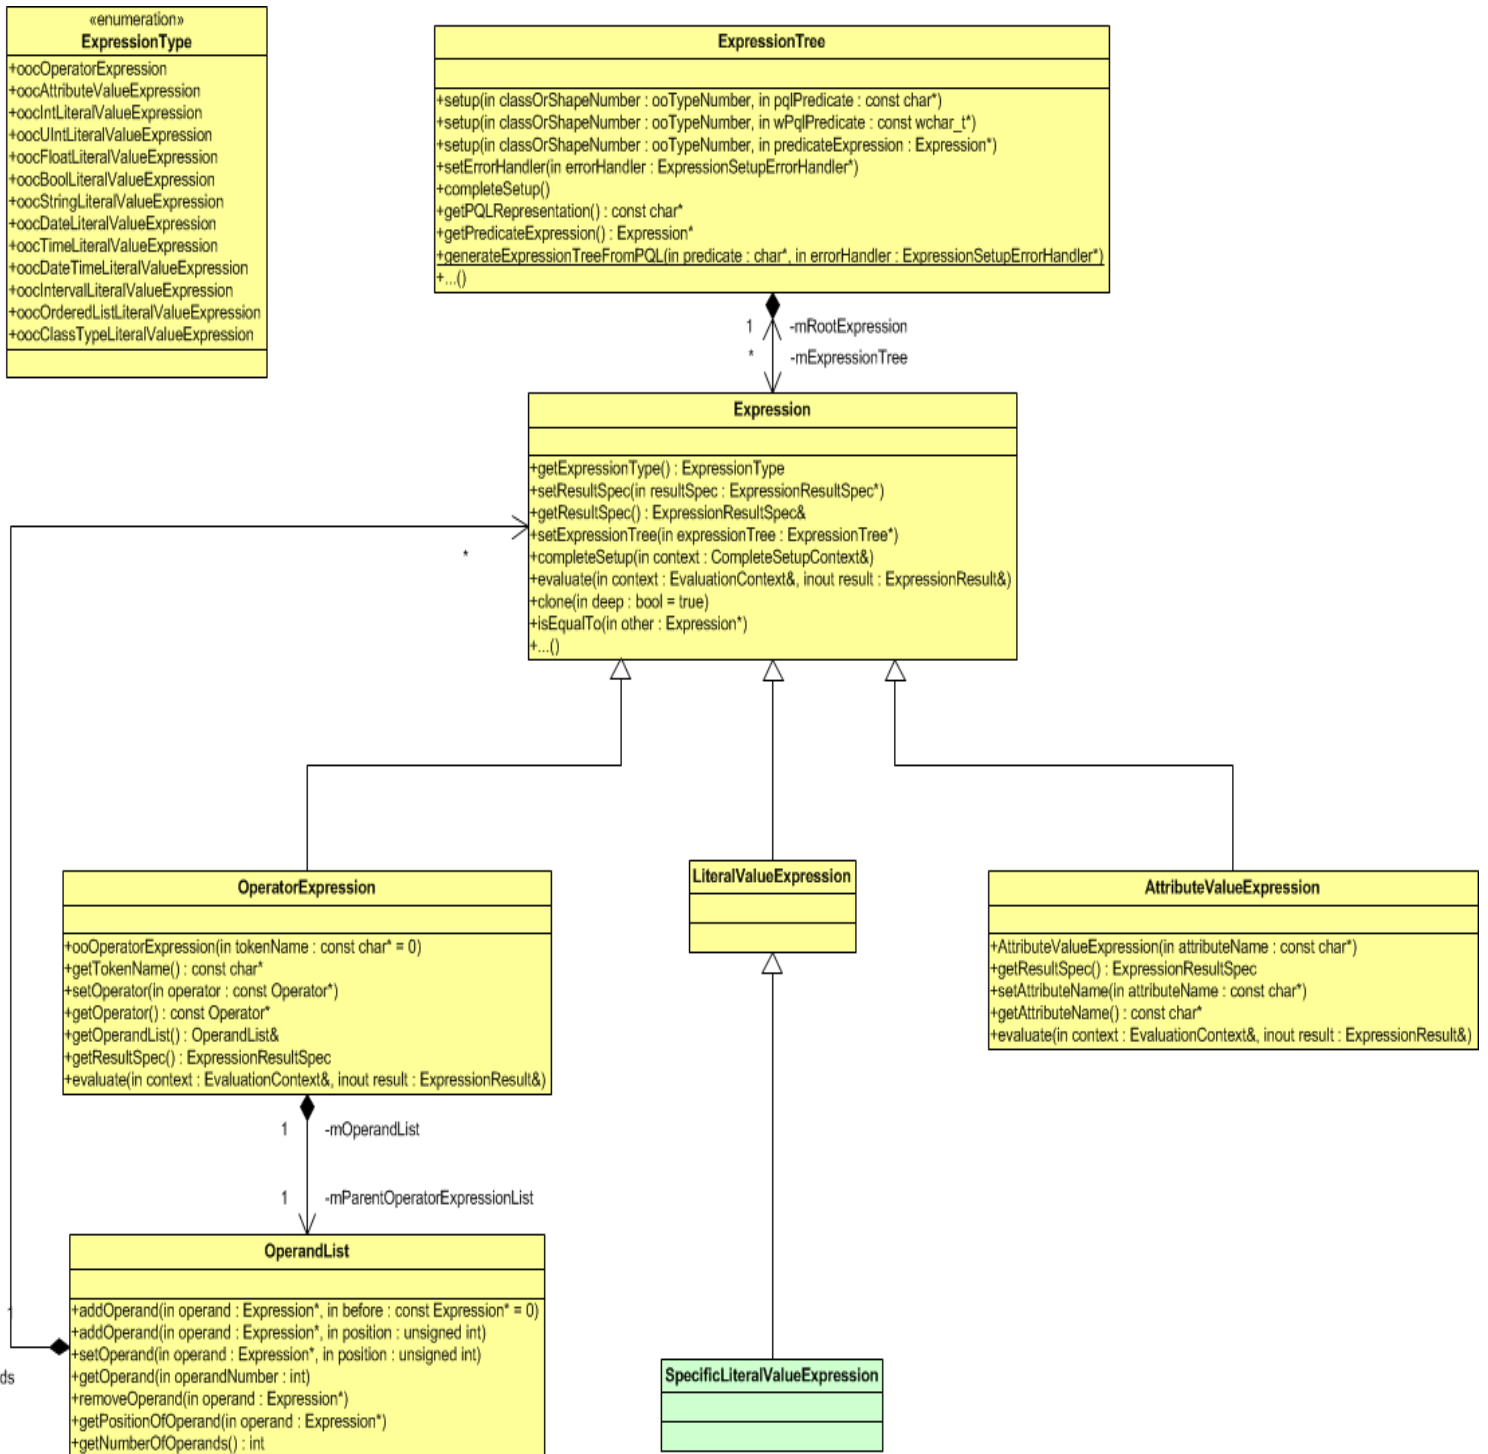 «enumeration»
ExpressionType
+oocOperatorExpression
+oocAttributeValueExpression
+oocIntLiteralValueExpression
+oocUIntLiteralValueExpression
+oocFloatLiteralValueExpression
+oocBoolLiteralValueExpression
+oocStringLiteralValueExpression
+oocDateLiteralValueExpression
+oocTimeLiteralValueExpression
+oocDateTimeLiteralValueExpression
+oocIntervalLiteralValueExpression
+oocOrderedListLiteralValueExpression
+oocClassTypeLiteralValueExpression
ExpressionTree
+setup(in classOrShapeNumber : ooTypeNumber, in pqlPredicate : const char*)
+setup(in classOrShapeNumber : ooTypeNumber, in wPqlPredicate : const wchar_t*)
+setup(in classOrShapeNumber : ooTypeNumber, in predicateExpression : Expression*)
+setErrorHandler(in errorHandler : ExpressionSetupErrorHandler*)
+completeSetup()
+getPQLRepresentation() : const char*
+getPredicateExpression() : Expression*
+generateExpressionTreeFromPQL(in predicate : char*, in errorHandler : ExpressionSetupErrorHandler*)
+...()
1 -mRootExpression
* -mExpressionTree
Expression
+getExpressionType() : ExpressionType
+setResultSpec(in resultSpec : ExpressionResultSpec*)
+getResultSpec() : ExpressionResultSpec&
+setExpressionTree(in expressionTree : ExpressionTree*)
+completeSetup(in context : CompleteSetupContext&)
+evaluate(in context : EvaluationContext&, inout result : ExpressionResult&)
+clone(in deep : bool = true)
+isEqualTo(in other : Expression*)
+...()
*
OperatorExpression
+ooOperatorExpression(in tokenName : const char* = 0)
+getTokenName() : const char*
+setOperator(in operator : const Operator*)
+getOperator() : const Operator*
+getOperandList() : OperandList&
+getResultSpec() : ExpressionResultSpec
+evaluate(in context : EvaluationContext&, inout result : ExpressionResult&)
LiteralValueExpression
AttributeValueExpression
+AttributeValueExpression(in attributeName : const char*)
+getResultSpec() : ExpressionResultSpec
+setAttributeName(in attributeName : const char*)
+getAttributeName() : const char*
+evaluate(in context : EvaluationContext&, inout result : ExpressionResult&)
1 -mOperandList
1 -mParentOperatorExpressionList
OperandList
+addOperand(in operand : Expression*, in before : const Expression* = 0)
+addOperand(in operand : Expression*, in position : unsigned int)
+setOperand(in operand : Expression*, in position : unsigned int)
+getOperand(in operandNumber : int)
+removeOperand(in operand : Expression*)
+getPositionOfOperand(in operand : Expression*)
+getNumberOfOperands() : int
1
ds
SpecificLiteralValueExpression